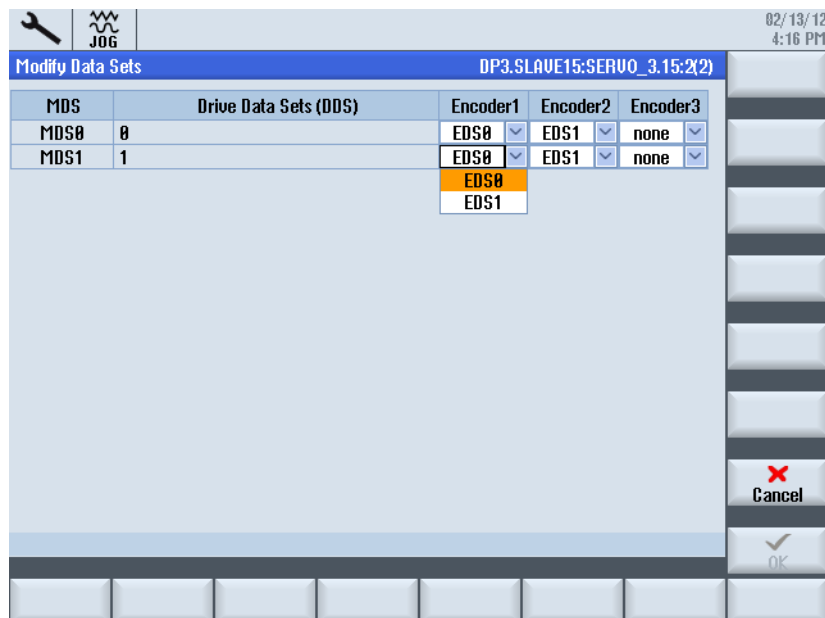 JOG
02/13/12
4:16 PM
Modify Data Sets DP3.SLAVE15:SERVO_3.15:2(2)
MDS Drive Data Sets (DDS) Encoder1 Encoder2 Encoder3
MDS0 0 EDS0 EDS1 none
MDS1 1 EDS0 EDS1 none
EDS0
EDS1
Cancel
OK